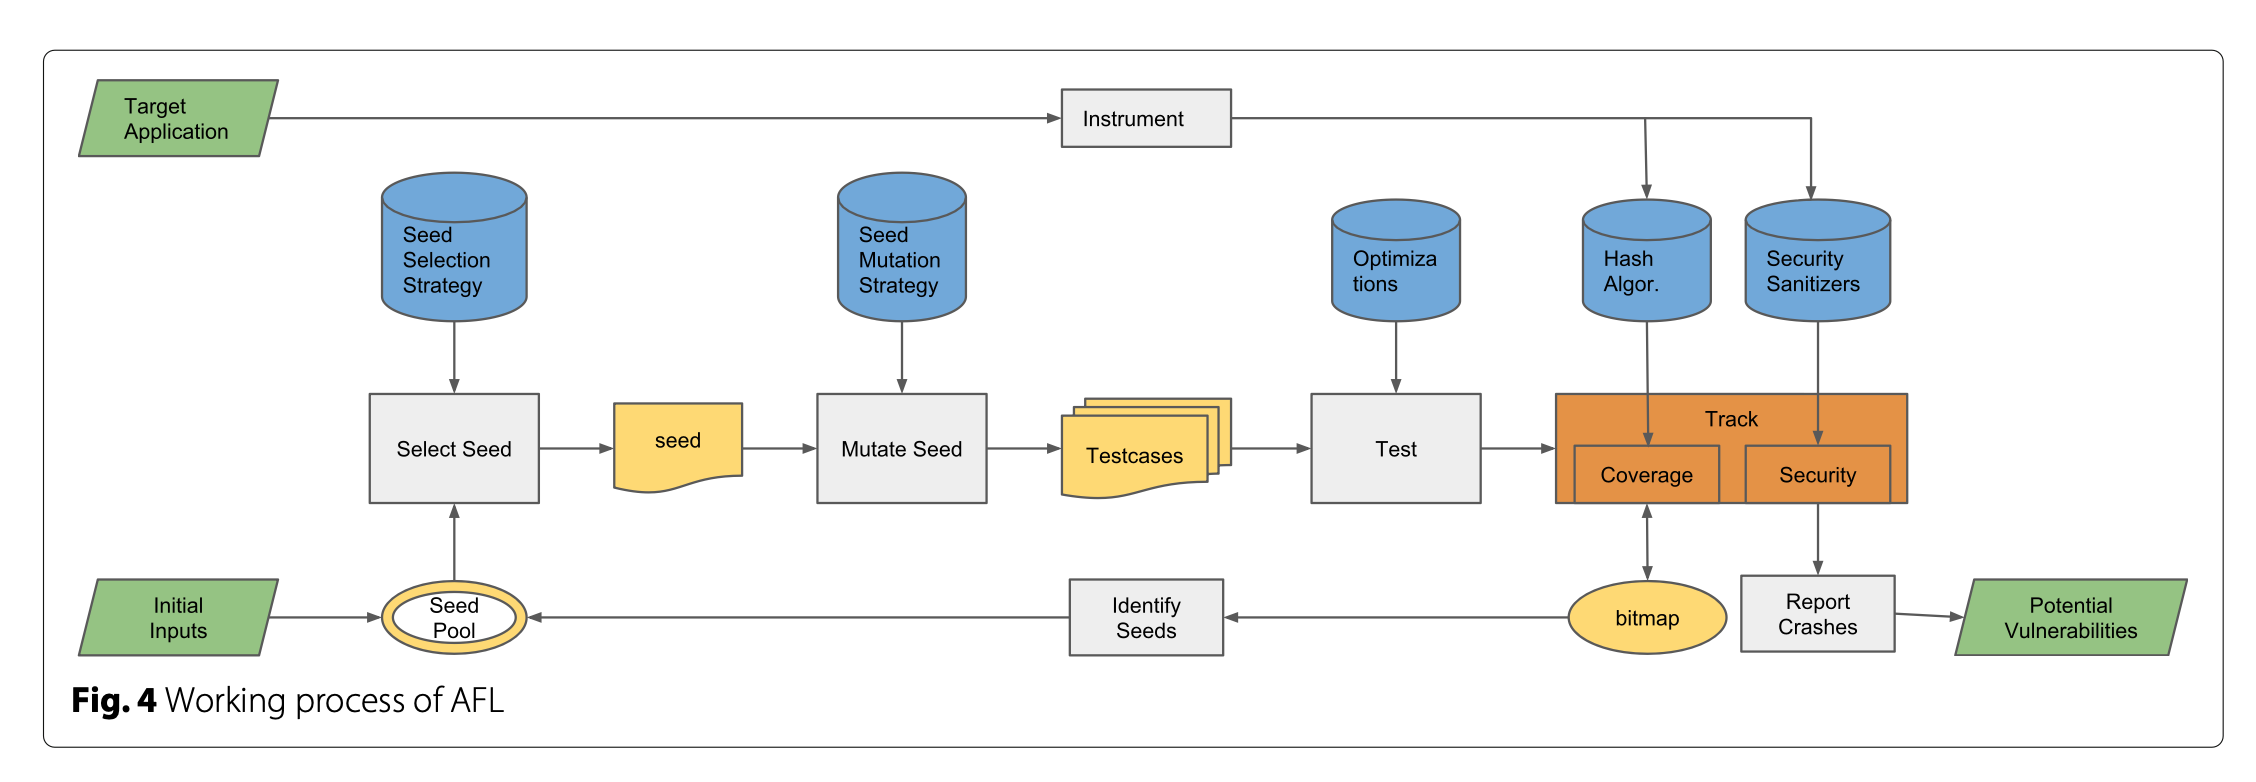 Target
Application
Instrument
Seed
Selection
Strategy
Seed
Mutation
Strategy
Optimiza
tions
Hash
Algor.
Security
Sanitizers
Select Seed
seed
Mutate Seed
Testcases
Test
Track
Coverage
Security
Initial
Inputs
Seed
Pool
Identify
Seeds
bitmap
Report
Crashes
Potential
Vulnerabilities
Fig. 4 Working process of AFL